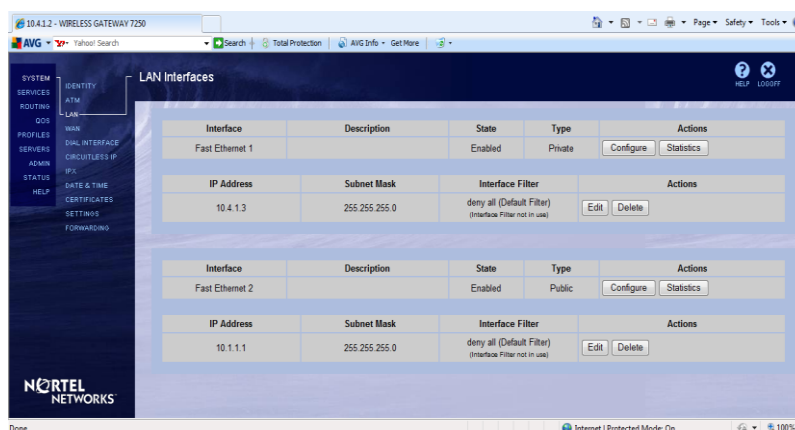 10.4.1.2 - WIRELESS GATEWAY 7250
Page Safety Tools
AVG Yahoo! Search Search Total Protection AVG Info Get More
LAN Interfaces
HELP LOGOFF
SYSTEM
SERVICES
ROUTING
QOS
PROFILES
SERVERS
ADMIN
STATUS
HELP
IDENTITY
ATM
LAN
WAN
DIAL INTERFACE
CIRCUITLESS IP
IPX
DATE & TIME
CERTIFICATES
SETTINGS
FORWARDING
Interface Description State Type Actions
Fast Ethernet 1 Enabled Private Configure Statistics
IP Address Subnet Mask Interface Filter Actions
10.4.1.3 255.255.255.0 deny all (Default Filter) Edit Delete
(Interface Filter not in use)
Interface Description State Type Actions
Fast Ethernet 2 Enabled Public Configure Statistics
IP Address Subnet Mask Interface Filter Actions
10.1.1.1 255.255.255.0 deny all (Default Filter) Edit Delete
(Interface Filter not in use)
NORTEL
NETWORKS
Done Internet | Protected Mode: On 100%